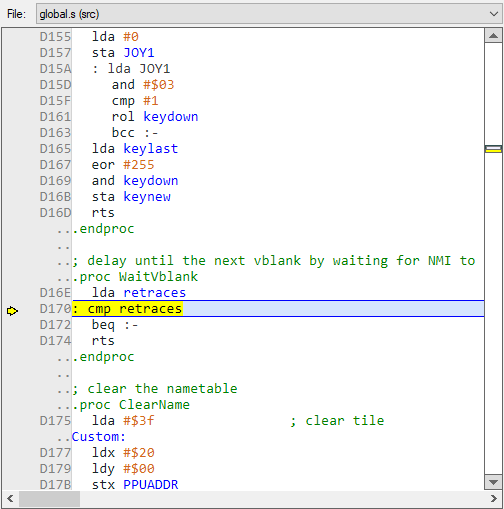 File: global.s (src)
D155 lda #0
D157 sta JOY1
D15A : lda JOY1
D15D and #$03
D15F cmp #1
D161 rol keydown
D163 bcc :-
D165 lda keylast
D167 eor #255
D169 and keydown
D16B sta keynew
D16D rts
...endproc
..
..; delay until the next vblank by waiting for NMI to
...proc WaitVblank
D16E lda retraces
D170: cmp retraces
D172 beq :-
D174 rts
...endproc
..
..; clear the nametable
...proc ClearName
D175 lda #$3f ; clear tile
..Custom:
D177 ldx #$20
D179 ldy #$00
D17B stx PPUADDR